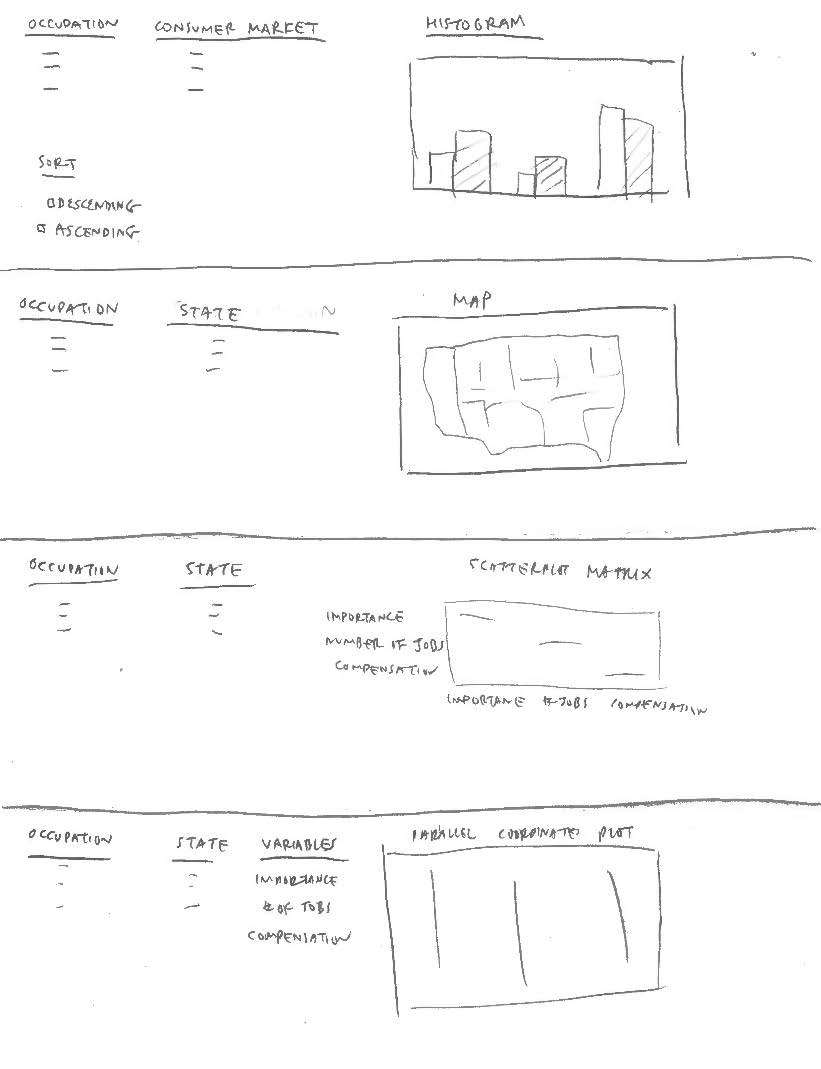 OCCUPATION CONSUMER MARKET HISTOGRAM
SORT
DESCENDING
ASCENDING
OCCUPATION STATE MAP
OCCUPATION STATE SCATTERPLOT MATRIX
IMPORTANCE
NUMBER OF JOBS
COMPENSATION
IMPORTANE # JOBS COMPENSATION
OCCUPATION STATE VARIABLES PARALLEL COORDINATES PLOT
IMPORTANCE
# OF JOBS
COMPENSATION